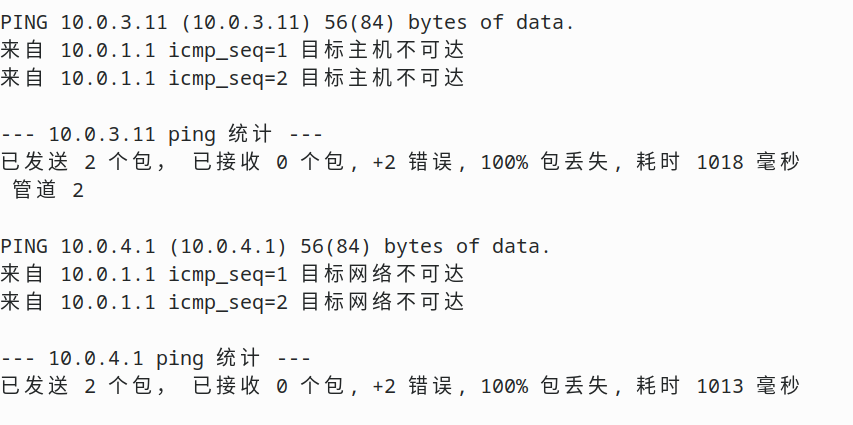 PING 10.0.3.11 (10.0.3.11) 56(84) bytes of data.
来自 10.0.1.1 icmp_seq=1 目标主机不可达
来自 10.0.1.1 icmp_seq=2 目标主机不可达

--- 10.0.3.11 ping 统计 ---
已发送 2 个包， 已接收 0 个包, +2 错误, 100% 包丢失, 耗时 1018 毫秒
 管道 2

PING 10.0.4.1 (10.0.4.1) 56(84) bytes of data.
来自 10.0.1.1 icmp_seq=1 目标网络不可达
来自 10.0.1.1 icmp_seq=2 目标网络不可达

--- 10.0.4.1 ping 统计 ---
已发送 2 个包， 已接收 0 个包, +2 错误, 100% 包丢失, 耗时 1013 毫秒